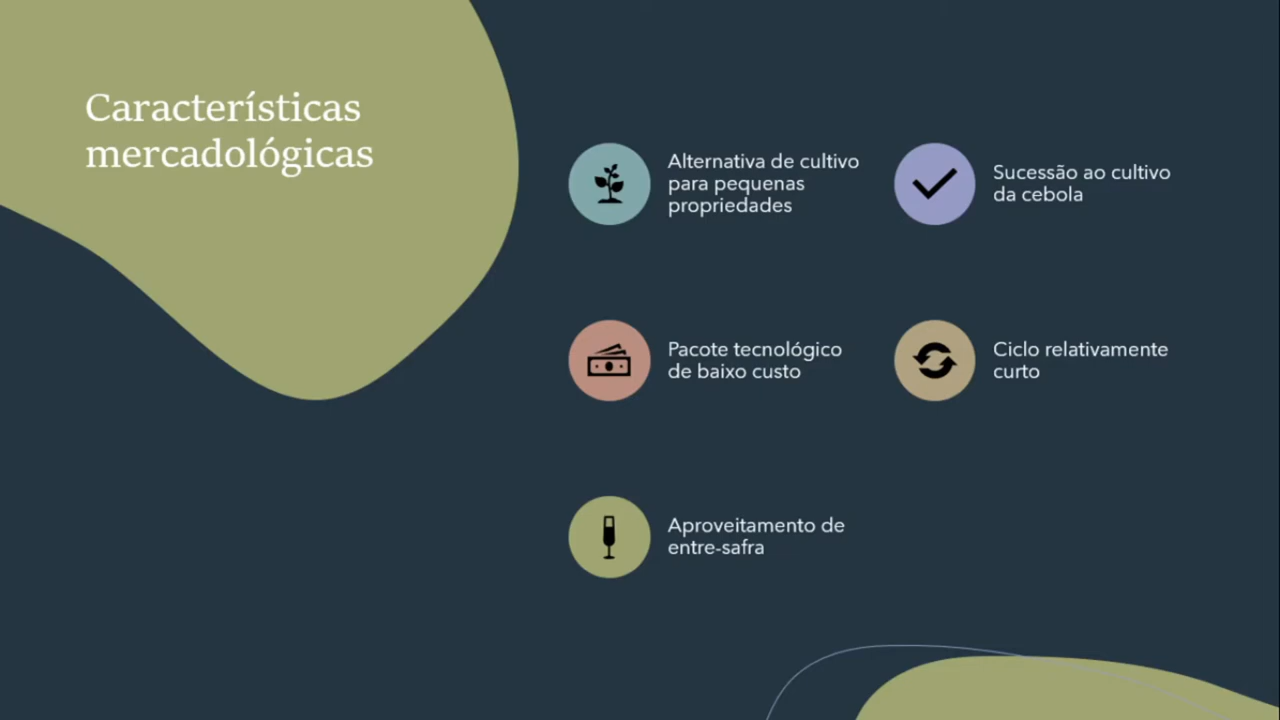 Características
mercadológicas
Alternativa de cultivo
para pequenas
propriedades
Sucessão ao cultivo
da cebola
Pacote tecnológico
de baixo custo
Ciclo relativamente
curto
Aproveitamento de
entre-safra